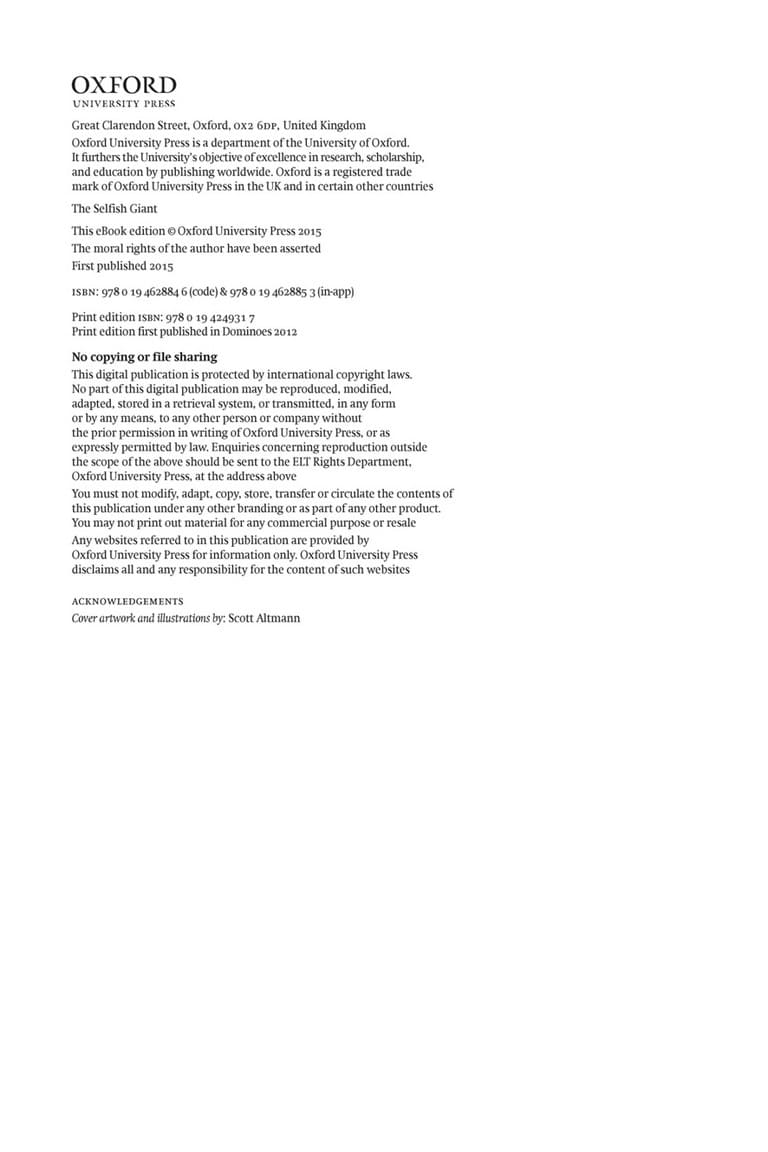 OXFORD
UNIVERSITY PRESS
Great Clarendon Street, Oxford, OX2 6DP, United Kingdom
Oxford University Press is a department of the University of Oxford.
It furthers the University's objective of excellence in research, scholarship,
and education by publishing worldwide. Oxford is a registered trade
mark of Oxford University Press in the UK and in certain other countries
The Selfish Giant
This eBook edition © Oxford University Press 2015
The moral rights of the author have been asserted
First published 2015
ISBN: 978 0 19 462884 6 (code) & 978 0 19 462885 3 (in-app)
Print edition ISBN: 978 0 19 424931 7
Print edition first published in Dominoes 2012
No copying or file sharing
This digital publication is protected by international copyright laws.
No part of this digital publication may be reproduced, modified,
adapted, stored in a retrieval system, or transmitted, in any form
or by any means, to any other person or company without
the prior permission in writing of Oxford University Press, or as
expressly permitted by law. Enquiries concerning reproduction outside
the scope of the above should be sent to the ELT Rights Department,
Oxford University Press, at the address above
You must not modify, adapt, copy, store, transfer or circulate the contents of
this publication under any other branding or as part of any other product.
You may not print out material for any commercial purpose or resale
Any websites referred to in this publication are provided by
Oxford University Press for information only. Oxford University Press
disclaims all and any responsibility for the content of such websites
ACKNOWLEDGEMENTS
Cover artwork and illustrations by: Scott Altmann